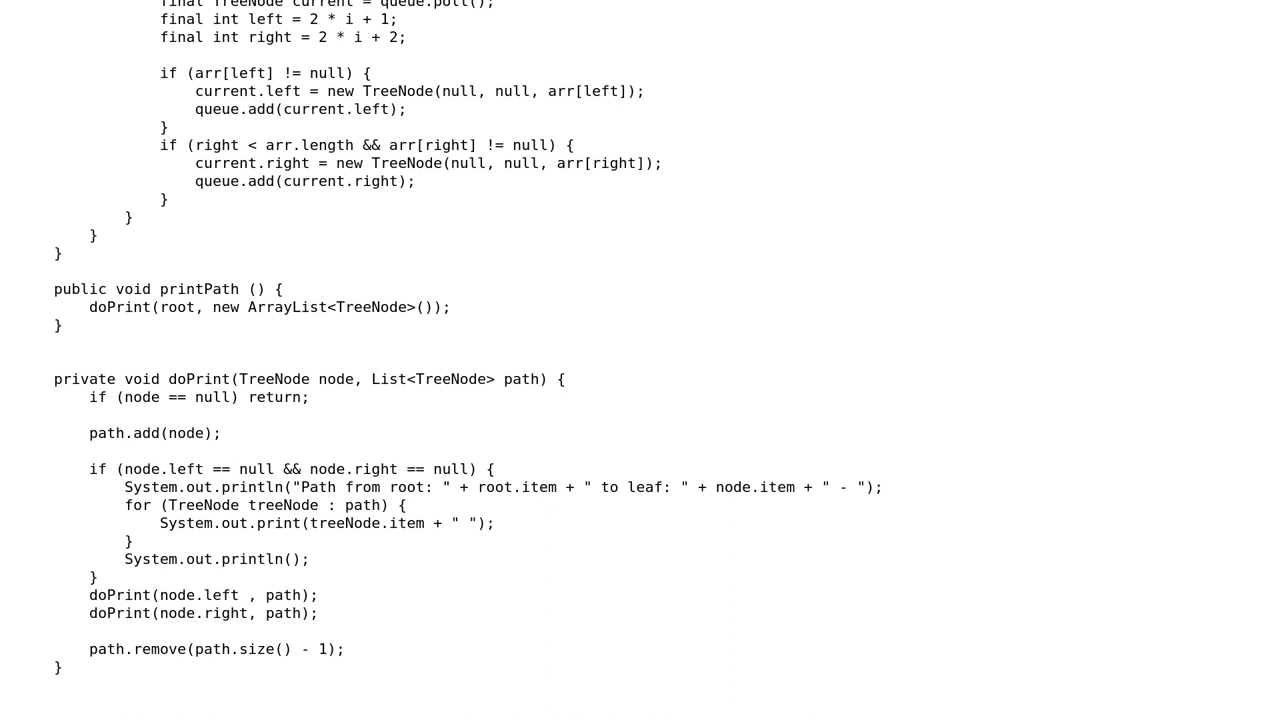 final TreeNode current = queue.poll();
final int left = 2 * i + 1;
final int right = 2 * i + 2;
if (arr[left] != null) {
current.left = new TreeNode(null, null, arr[left]);
queue.add(current.left);
}
if (right < arr.length && arr[right] != null) {
current.right = new TreeNode(null, null, arr[right]);
queue.add(current.right);
}
}
}
}
public void printPath () {
doPrint(root, new ArrayList<TreeNode>());
}
private void doPrint(TreeNode node, List<TreeNode> path) {
if (node == null) return;
path.add(node);
if (node.left == null && node.right == null) {
System.out.println("Path from root: " + root.item + " to leaf: " + node.item + " - ");
for (TreeNode treeNode : path) {
System.out.print(treeNode.item + " ");
}
System.out.println();
}
doPrint(node.left , path);
doPrint(node.right, path);
path.remove(path.size() - 1);
}